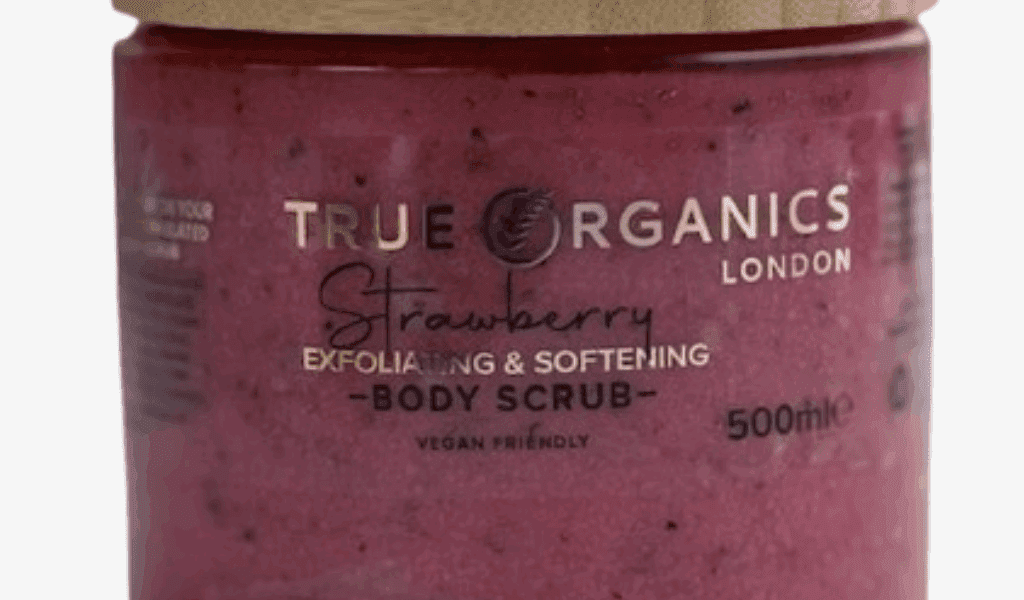 TRUE ORGANICS
LONDON
Strawberry
EXFOLIATING & SOFTENING
-BODY SCRUB-
VEGAN FRIENDLY
500ml℮